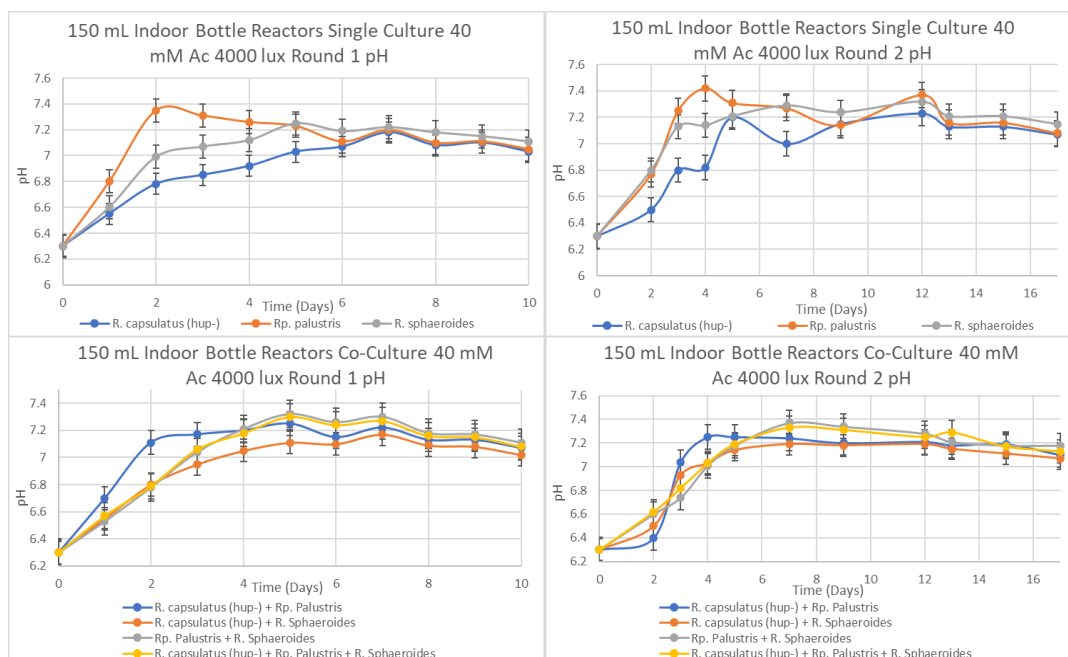 150 mL Indoor Bottle Reactors Single Culture 40
mM Ac 4000 lux Round 1 pH
7.6
7.4
7.2
7
6.8
6.6
6.4
6.2
6
pH
0 2 4 6 8 10
Time (Days)
R. capsulatus (hup-) Rp. palustris R. sphaeroides
150 mL Indoor Bottle Reactors Single Culture 40
mM Ac 4000 lux Round 2 pH
7.6
7.4
7.2
7
6.8
6.6
6.4
6.2
6
pH
0 2 4 6 8 10 12 14 16
Time (Days)
R. capsulatus (hup-) Rp. palustris R. sphaeroides
150 mL Indoor Bottle Reactors Co-Culture 40 mM
Ac 4000 lux Round 1 pH
7.4
7.2
7
6.8
6.6
6.4
6.2
pH
0 2 4 6 8 10
Time (Days)
R. capsulatus (hup-) + Rp. Palustris
R. capsulatus (hup-) + R. Sphaeroides
Rp. Palustris + R. Sphaeroides
R. capsulatus (hup-) + Rp. Palustris + R. Sphaeroides
150 mL Indoor Bottle Reactors Co-Culture 40 mM
Ac 4000 lux Round 2 pH
7.6
7.4
7.2
7
6.8
6.6
6.4
6.2
pH
0 2 4 6 8 10 12 14 16
Time (Days)
R. capsulatus (hup-) + Rp. Palustris
R. capsulatus (hup-) + R. Sphaeroides
Rp. Palustris + R. Sphaeroides
R. capsulatus (hup-) + Rp. Palustris + R. Sphaeroides